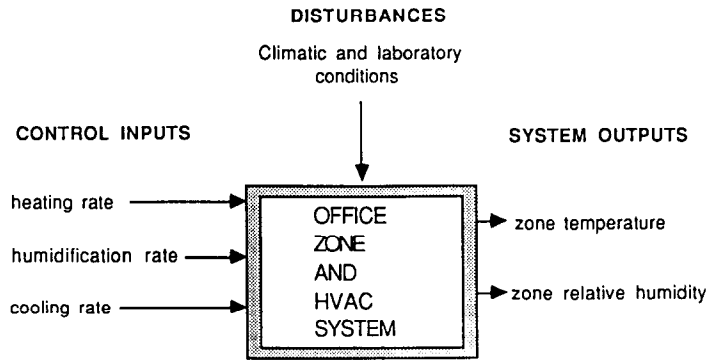 DISTURBANCES
Climatic and laboratory
conditions
CONTROL INPUTS
SYSTEM OUTPUTS
heating rate
humidification rate
cooling rate
OFFICE
ZONE
AND
HVAC
SYSTEM
zone temperature
zone relative humidity